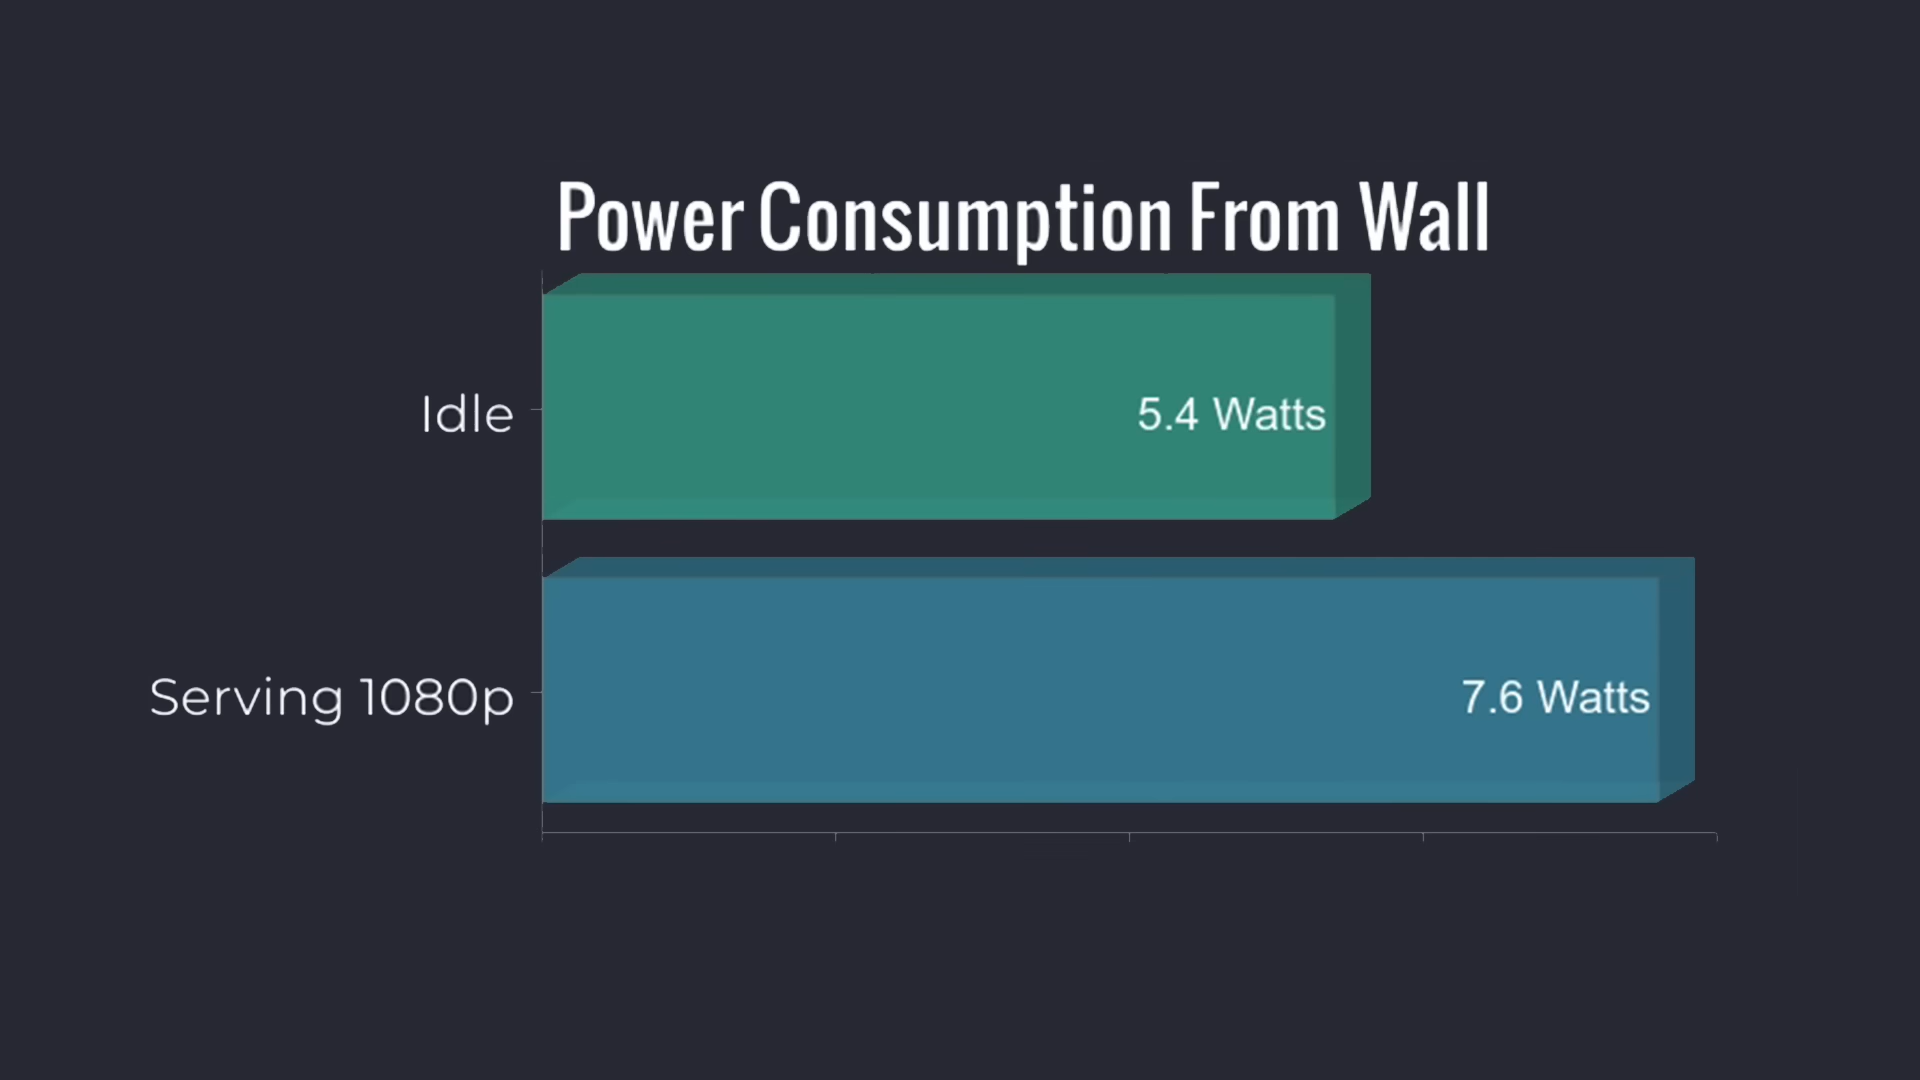 Power Consumption From Wall
Idle
5.4 Watts
Serving 1080p
7.6 Watts